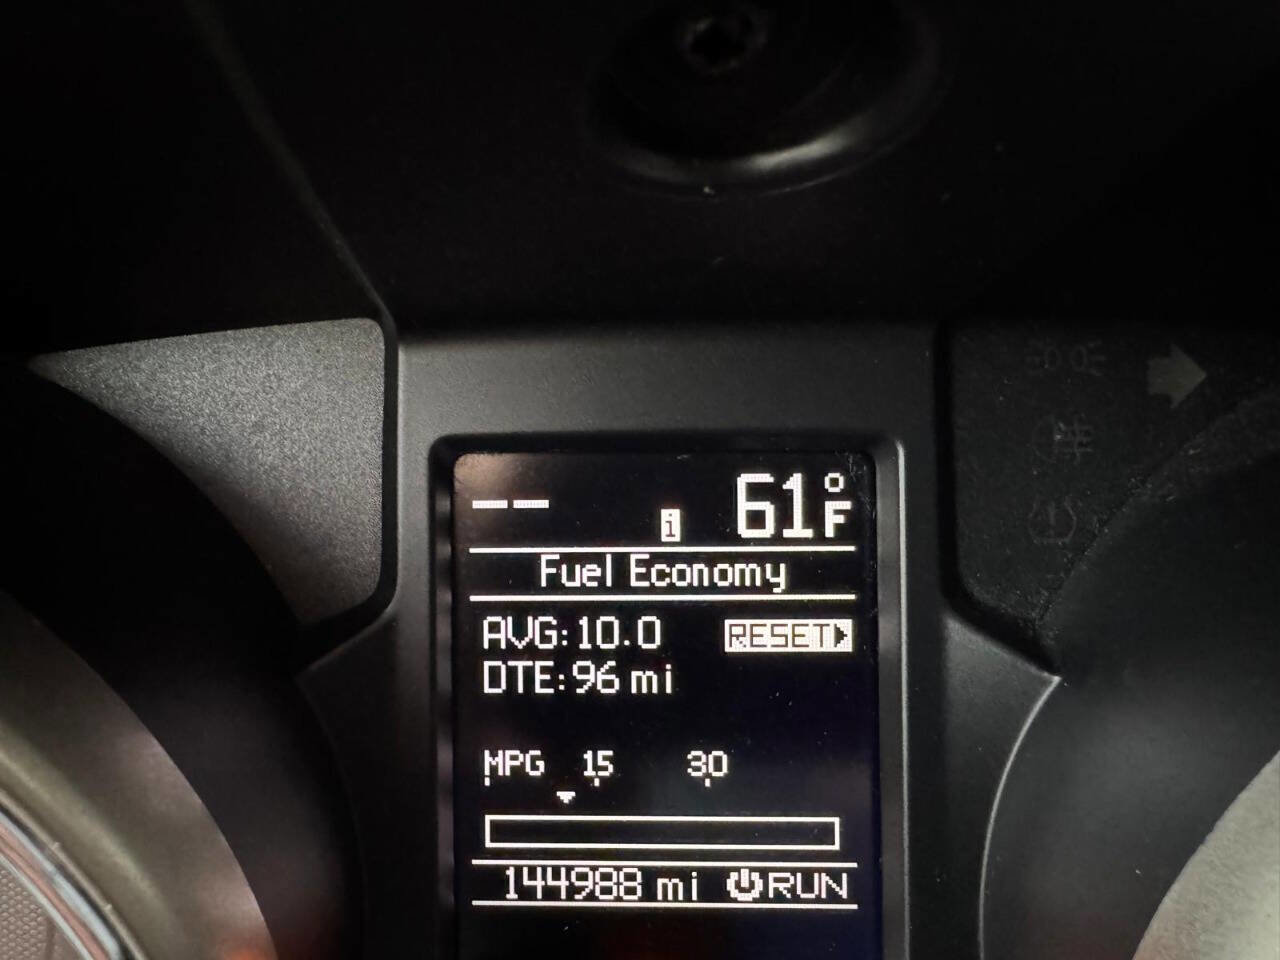 -- i 61°F
Fuel Economy
AVG:10.0 RESET
DTE:96 mi
MPG 15 30
144988 mi RUN